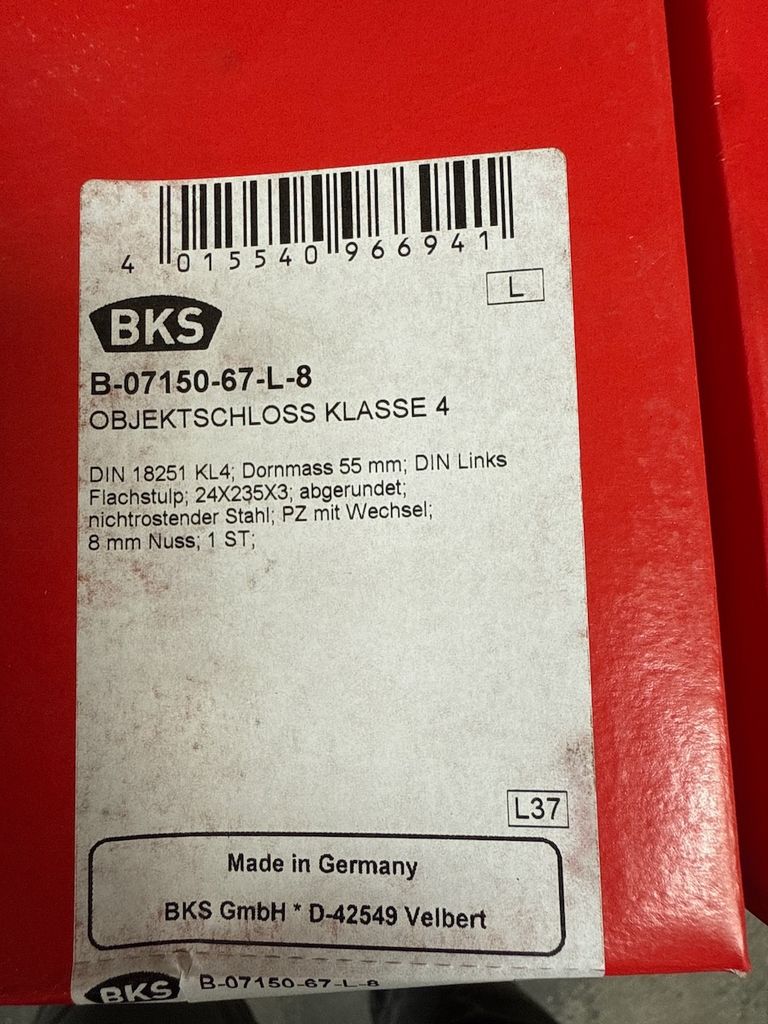 4 015540 966941
L
BKS
B-07150-67-L-8
OBJEKTSCHLOSS KLASSE 4
DIN 18251 KL4; Dornmass 55 mm; DIN Links
Flachstulp; 24X235X3; abgerundet;
nichtrostender Stahl; PZ mit Wechsel;
8 mm Nuss; 1 ST;
L37
Made in Germany
BKS GmbH * D-42549 Velbert
BKS B-07150-67-L-8